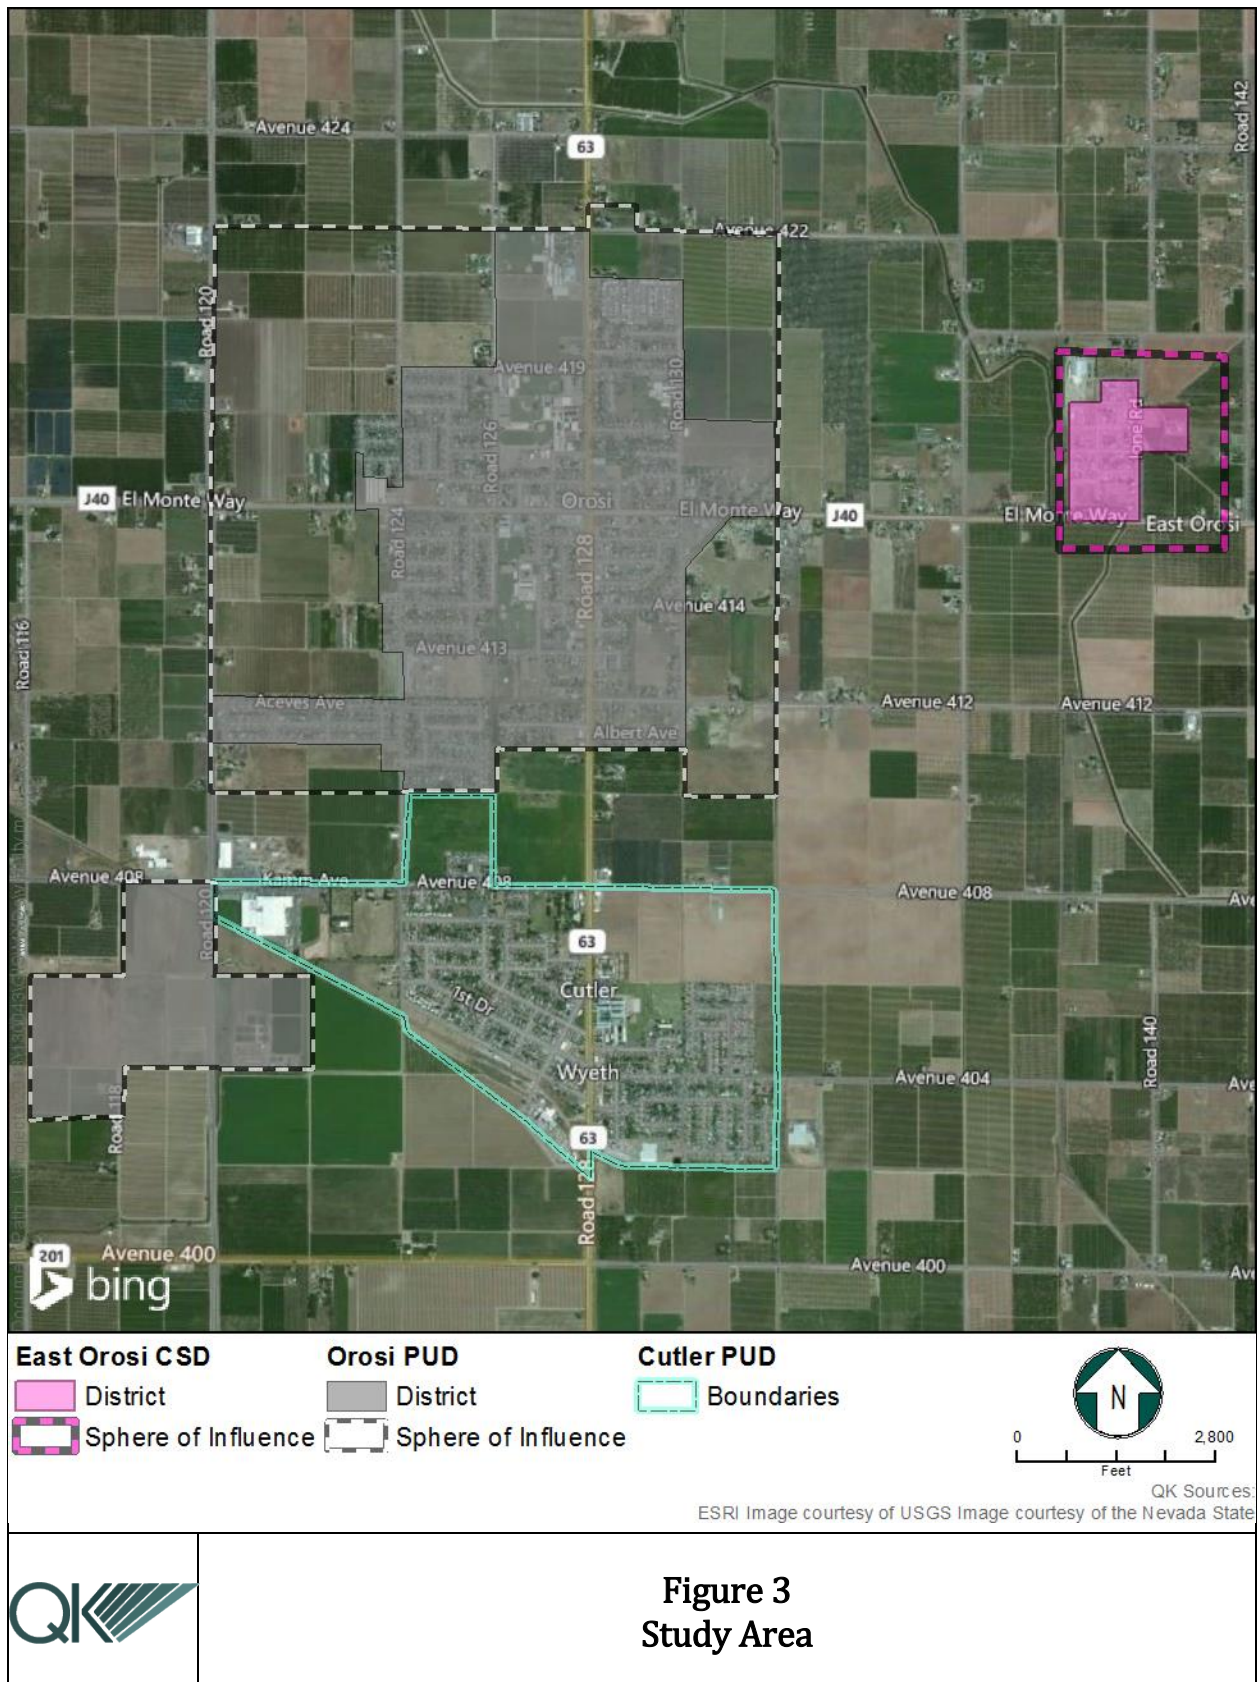 Avenue 424
63
Road 142
Avenue 422
Road 120
Avenue 419
Road 130
Road 126
Ione Rd
J40 El Monte Way
Orosi
El Monte Way
J40
El Monte Way
East Orosi
Road 124
Road 128
Avenue 414
Road 116
Avenue 413
Aceves Ave
Avenue 412
Avenue 412
Albert Ave
Avenue 408
Kamm Ave
Avenue 408
Avenue 408
Ave
Road 120
63
Cutler
1st Dr
Road 140
Wyeth
Avenue 404
Ave
Road 118
63
Road 128
201
Avenue 400
Avenue 400
Ave
bing
East Orosi CSD
District
Sphere of Influence
Orosi PUD
District
Sphere of Influence
Cutler PUD
Boundaries
N
0 2,800
Feet
QK Sources:
ESRI Image courtesy of USGS Image courtesy of the Nevada State
QK
Figure 3
Study Area